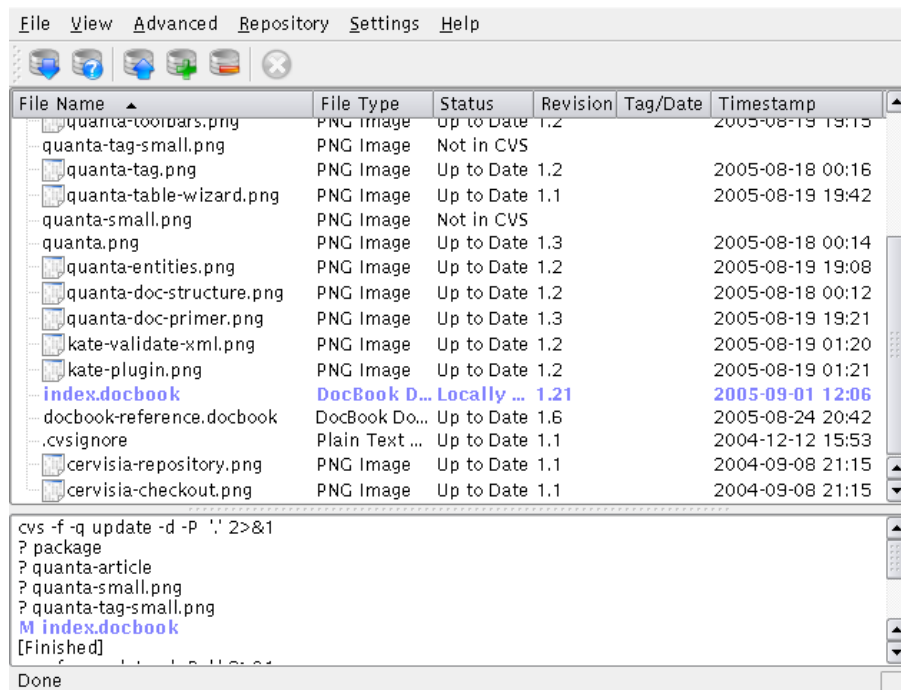 File View Advanced Repository Settings Help
File Name File Type Status Revision Tag/Date Timestamp
quanta-toolbars.png PNG Image Up to Date 1.2 2005-08-19 19:15
quanta-tag-small.png PNG Image Not in CVS
quanta-tag.png PNG Image Up to Date 1.2 2005-08-18 00:16
quanta-table-wizard.png PNG Image Up to Date 1.1 2005-08-19 19:42
quanta-small.png PNG Image Not in CVS
quanta.png PNG Image Up to Date 1.3 2005-08-18 00:14
quanta-entities.png PNG Image Up to Date 1.2 2005-08-19 19:08
quanta-doc-structure.png PNG Image Up to Date 1.2 2005-08-18 00:12
quanta-doc-primer.png PNG Image Up to Date 1.3 2005-08-19 19:21
kate-validate-xml.png PNG Image Up to Date 1.2 2005-08-19 01:20
kate-plugin.png PNG Image Up to Date 1.2 2005-08-19 01:21
index.docbook DocBook D... Locally ... 1.21 2005-09-01 12:06
docbook-reference.docbook DocBook Do... Up to Date 1.6 2005-08-24 20:42
.cvsignore Plain Text ... Up to Date 1.1 2004-12-12 15:53
cervisia-repository.png PNG Image Up to Date 1.1 2004-09-08 21:15
cervisia-checkout.png PNG Image Up to Date 1.1 2004-09-08 21:15
cvs -f -q update -d -P '.' 2>&1
? package
? quanta-article
? quanta-small.png
? quanta-tag-small.png
M index.docbook
[Finished]
Done